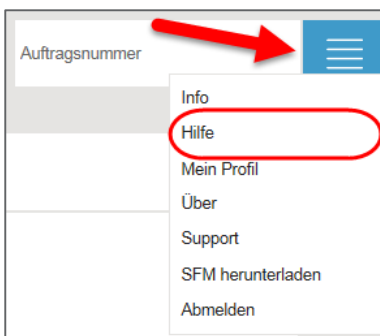 Auftragsnummer
Info
Hilfe
Mein Profil
Über
Support
SFM herunterladen
Abmelden